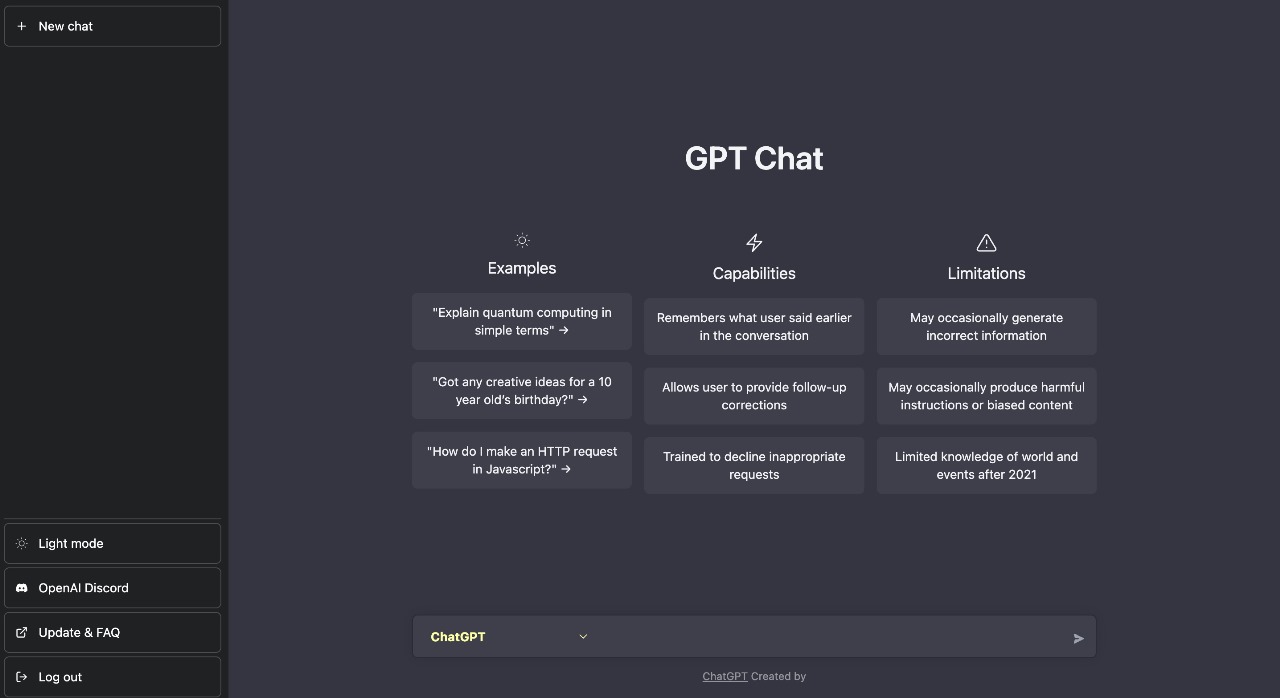 New chat
GPT Chat
Examples
"Explain quantum computing in
simple terms" →
"Got any creative ideas for a 10
year old's birthday?" →
"How do I make an HTTP request
in Javascript?" →
Capabilities
Remembers what user said earlier
in the conversation
Allows user to provide follow-up
corrections
Trained to decline inappropriate
requests
Limitations
May occasionally generate
incorrect information
May occasionally produce harmful
instructions or biased content
Limited knowledge of world and
events after 2021
Light mode
OpenAI Discord
Update & FAQ
Log out
ChatGPT
ChatGPT Created by